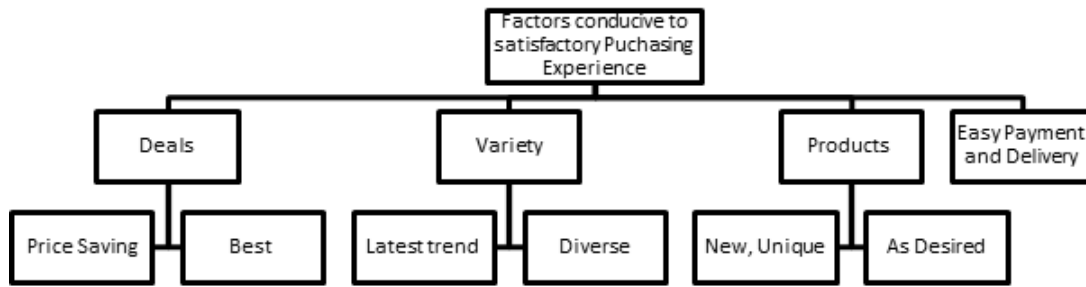 Factors conducive to
satisfactory Puchasing
Experience
Deals
Variety
Products
Easy Payment
and Delivery
Price Saving
Best
Latest trend
Diverse
New, Unique
As Desired